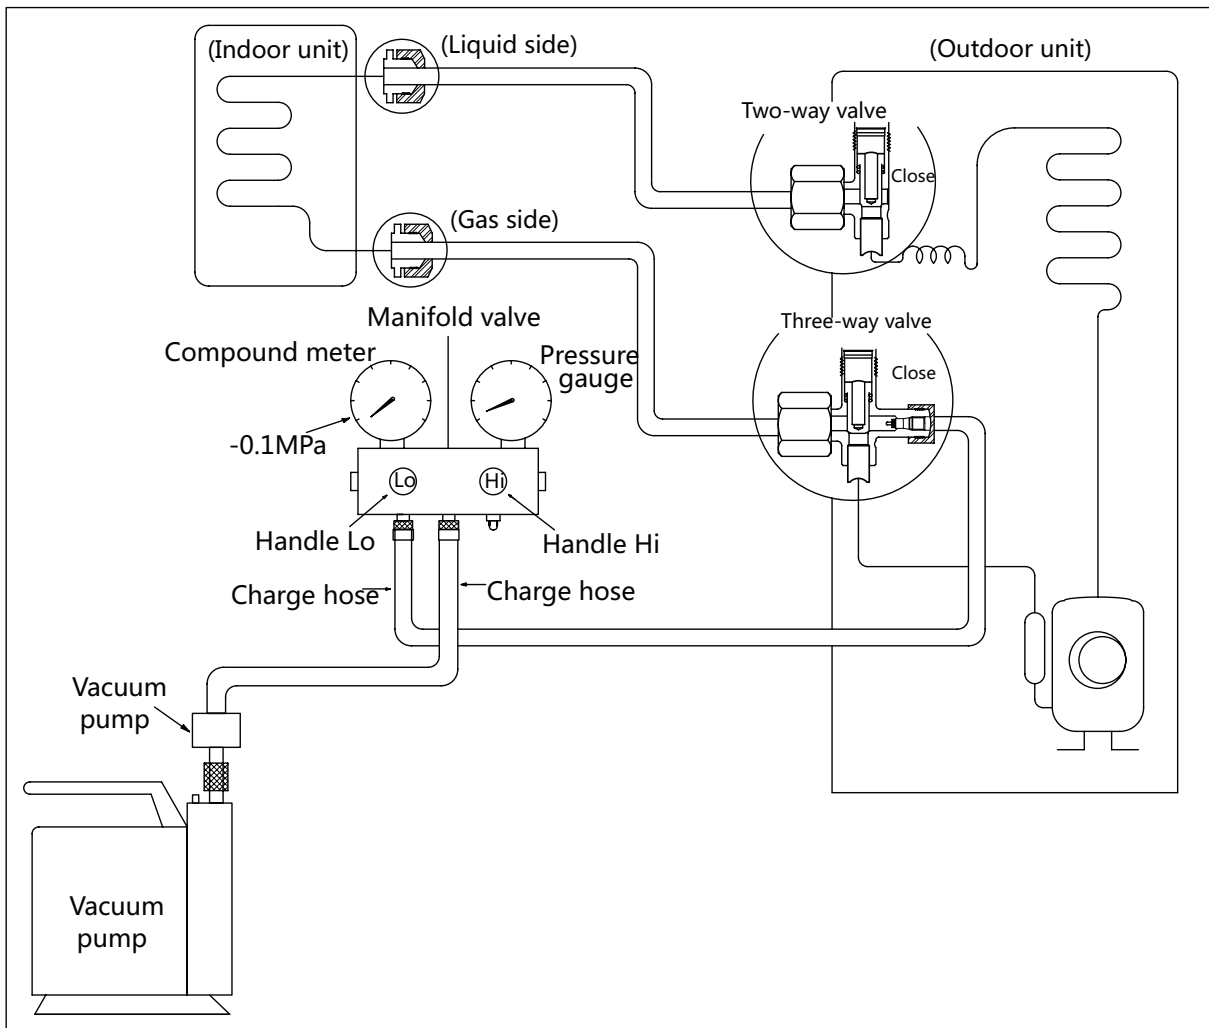 (Indoor unit)
(Liquid side)
(Outdoor unit)
Two-way valve
Close
(Gas side)
Manifold valve
Three-way valve
Compound meter
Pressure
gauge
Close
-0.1MPa
Lo
Hi
Handle Lo
Handle Hi
Charge hose
Charge hose
Vacuum
pump
Vacuum
pump